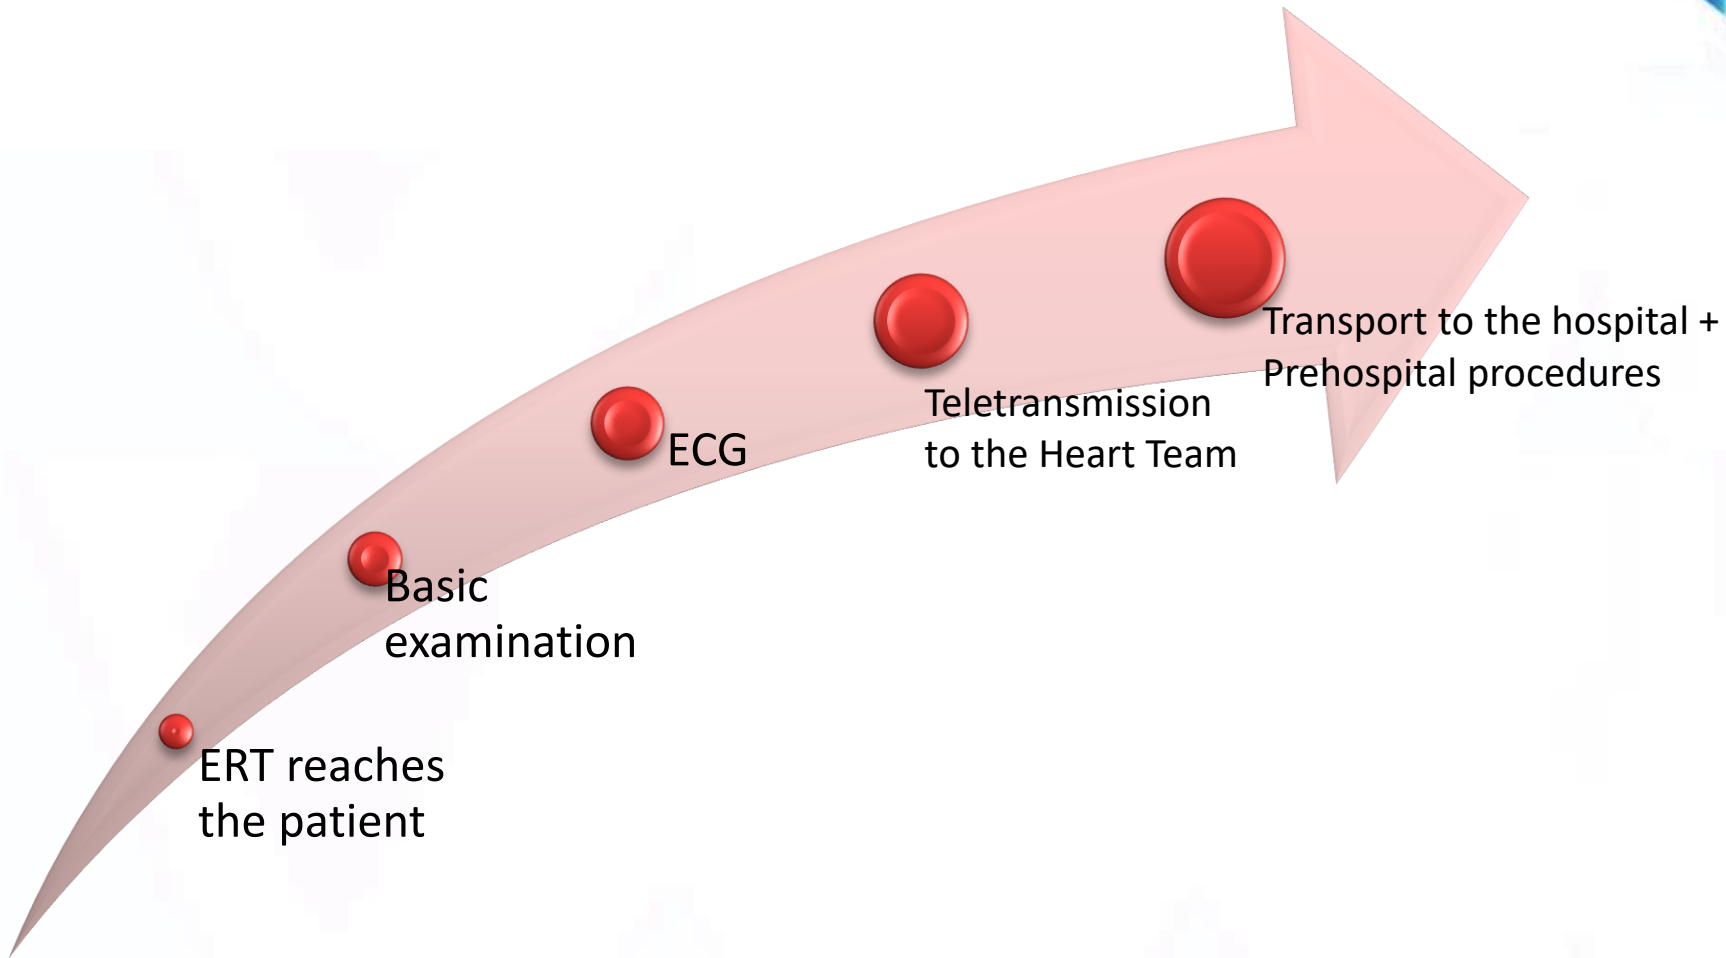 ERT reaches
the patient
Basic
examination
ECG
Teletransmission
to the Heart Team
Transport to the hospital +
Prehospital procedures